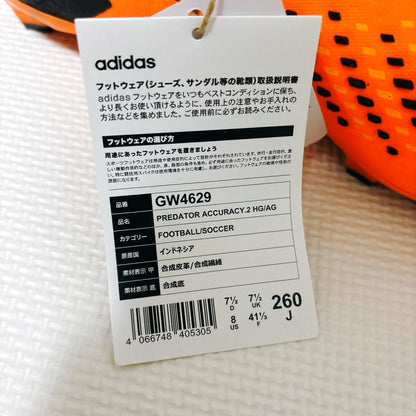 adidas
フットウェア(シューズ、サンダル等の靴類)取扱説明書
adidas フットウェアをいつもベストコンディションに保ち、
より長くお使い頂けるように、使用上の注意やお手入れの
方法などを集めました。ご使用前に必ずお読みください。
フットウェアの選び方
用途にあったフットウェアを履きましょう
品番 GW4629
品名 PREDATOR ACCURACY.2 HG/AG
カテゴリー FOOTBALL/SOCCER
原産国 インドネシア
素材表示 甲 合成皮革/合成繊維
素材表示 底 合成底
4 066748 405305
7½ D 7½ UK 260
8 US 41⅓ F J